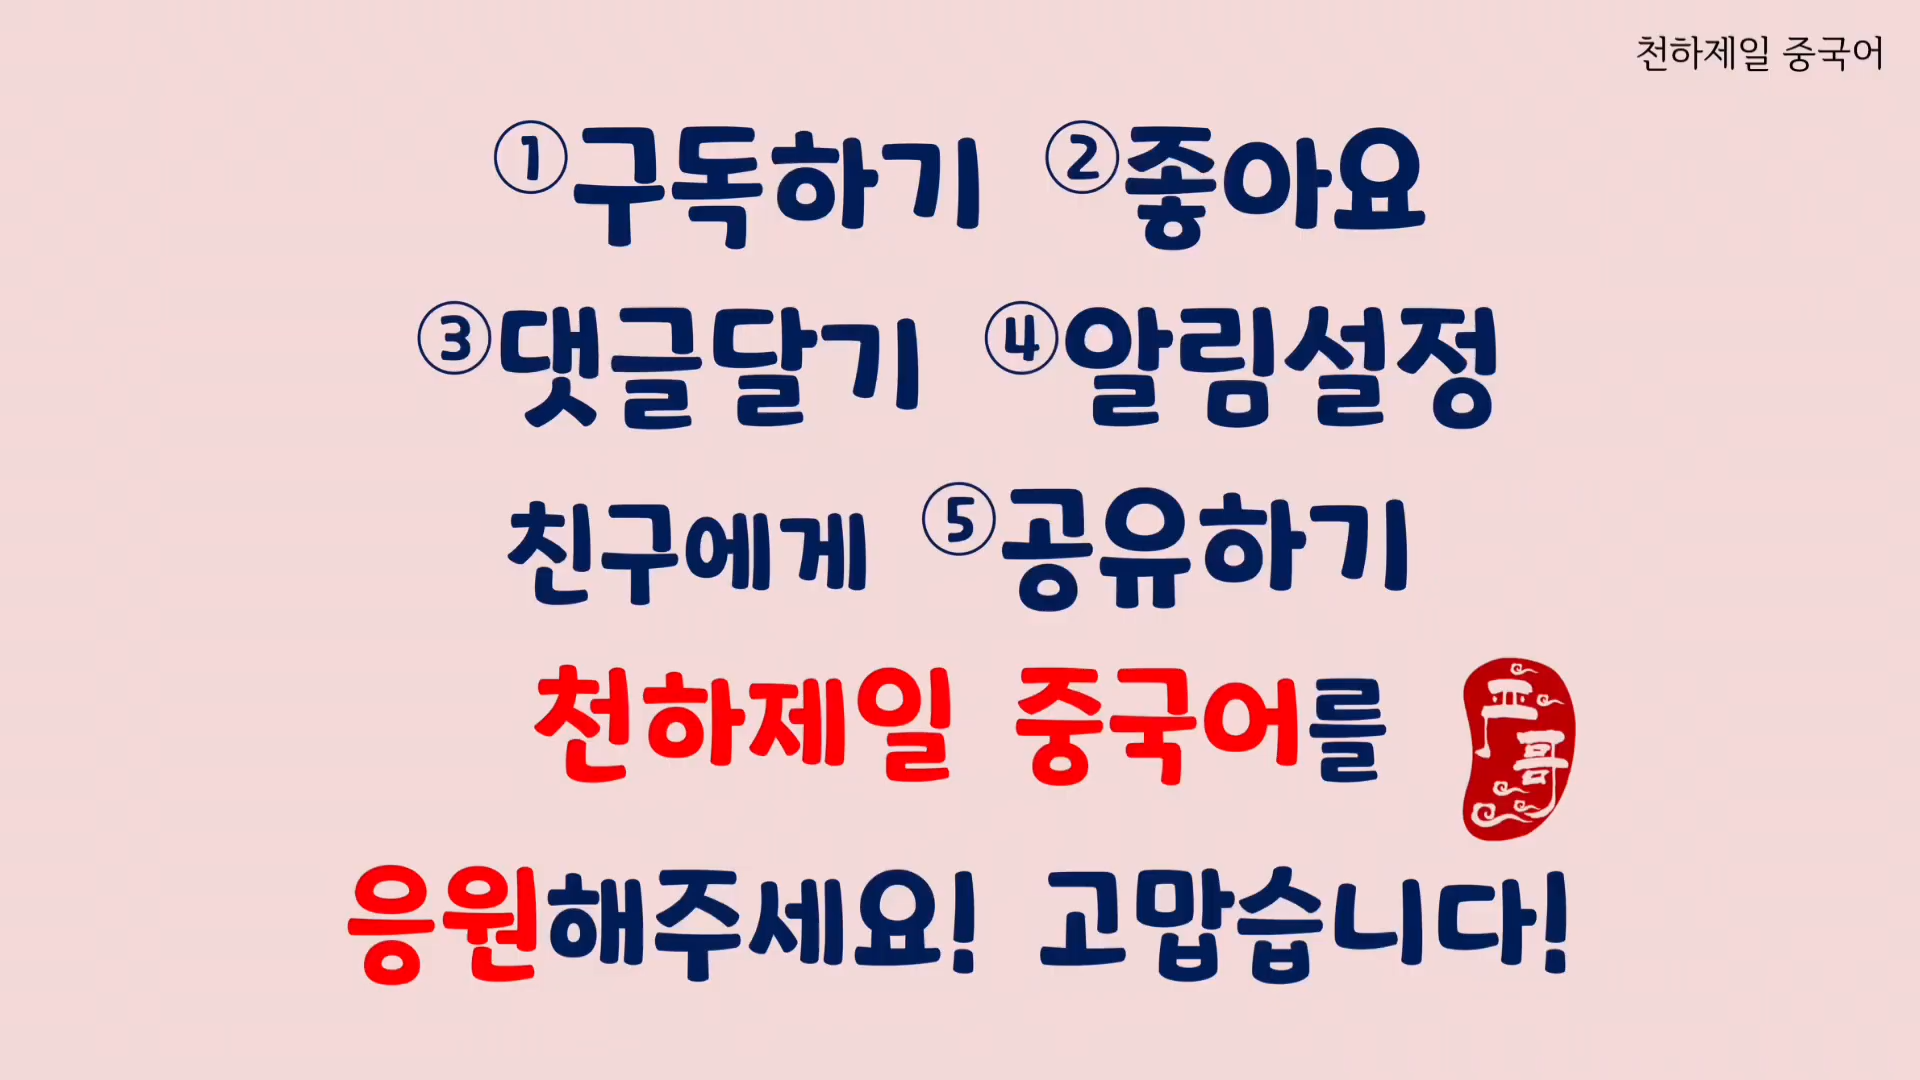 천하제일 중국어
①구독하기 ②좋아요
③댓글달기 ④알림설정
친구에게 ⑤공유하기
천하제일 중국어를
응원해주세요! 고맙습니다!
哥